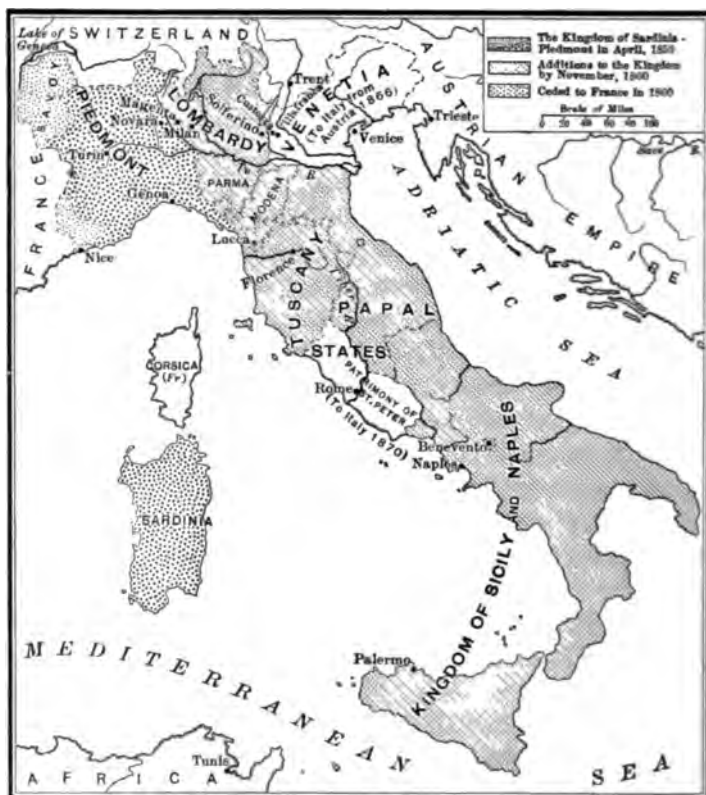 Lake of
Geneva
SWITZERLAND
AUSTRIAN EMPIRE
The Kingdom of Sardinia-
Piedmont in April, 1859
Additions to the Kingdom
by November, 1860
Ceded to France in 1860
Scale of Miles
SAVOY
PIEDMONT
LOMBARDY
VENETIA
(To Italy from
Austria 1866)
Trent
Solferino
Novara
Milan
Turin
Venice
Trieste
FRANCE
PARMA
MODENA
Genoa
Nice
Lucca
Florence
TUSCANY
PAPAL
STATES
ADRIATIC SEA
CORSICA
(Fr.)
PATRIMONY OF
ST. PETER
Rome
(To Italy 1870)
Benevento
Naples
SARDINIA
KINGDOM OF SICILY AND NAPLES
Palermo
MEDITERRANEAN
SEA
Tunis
AFRICA